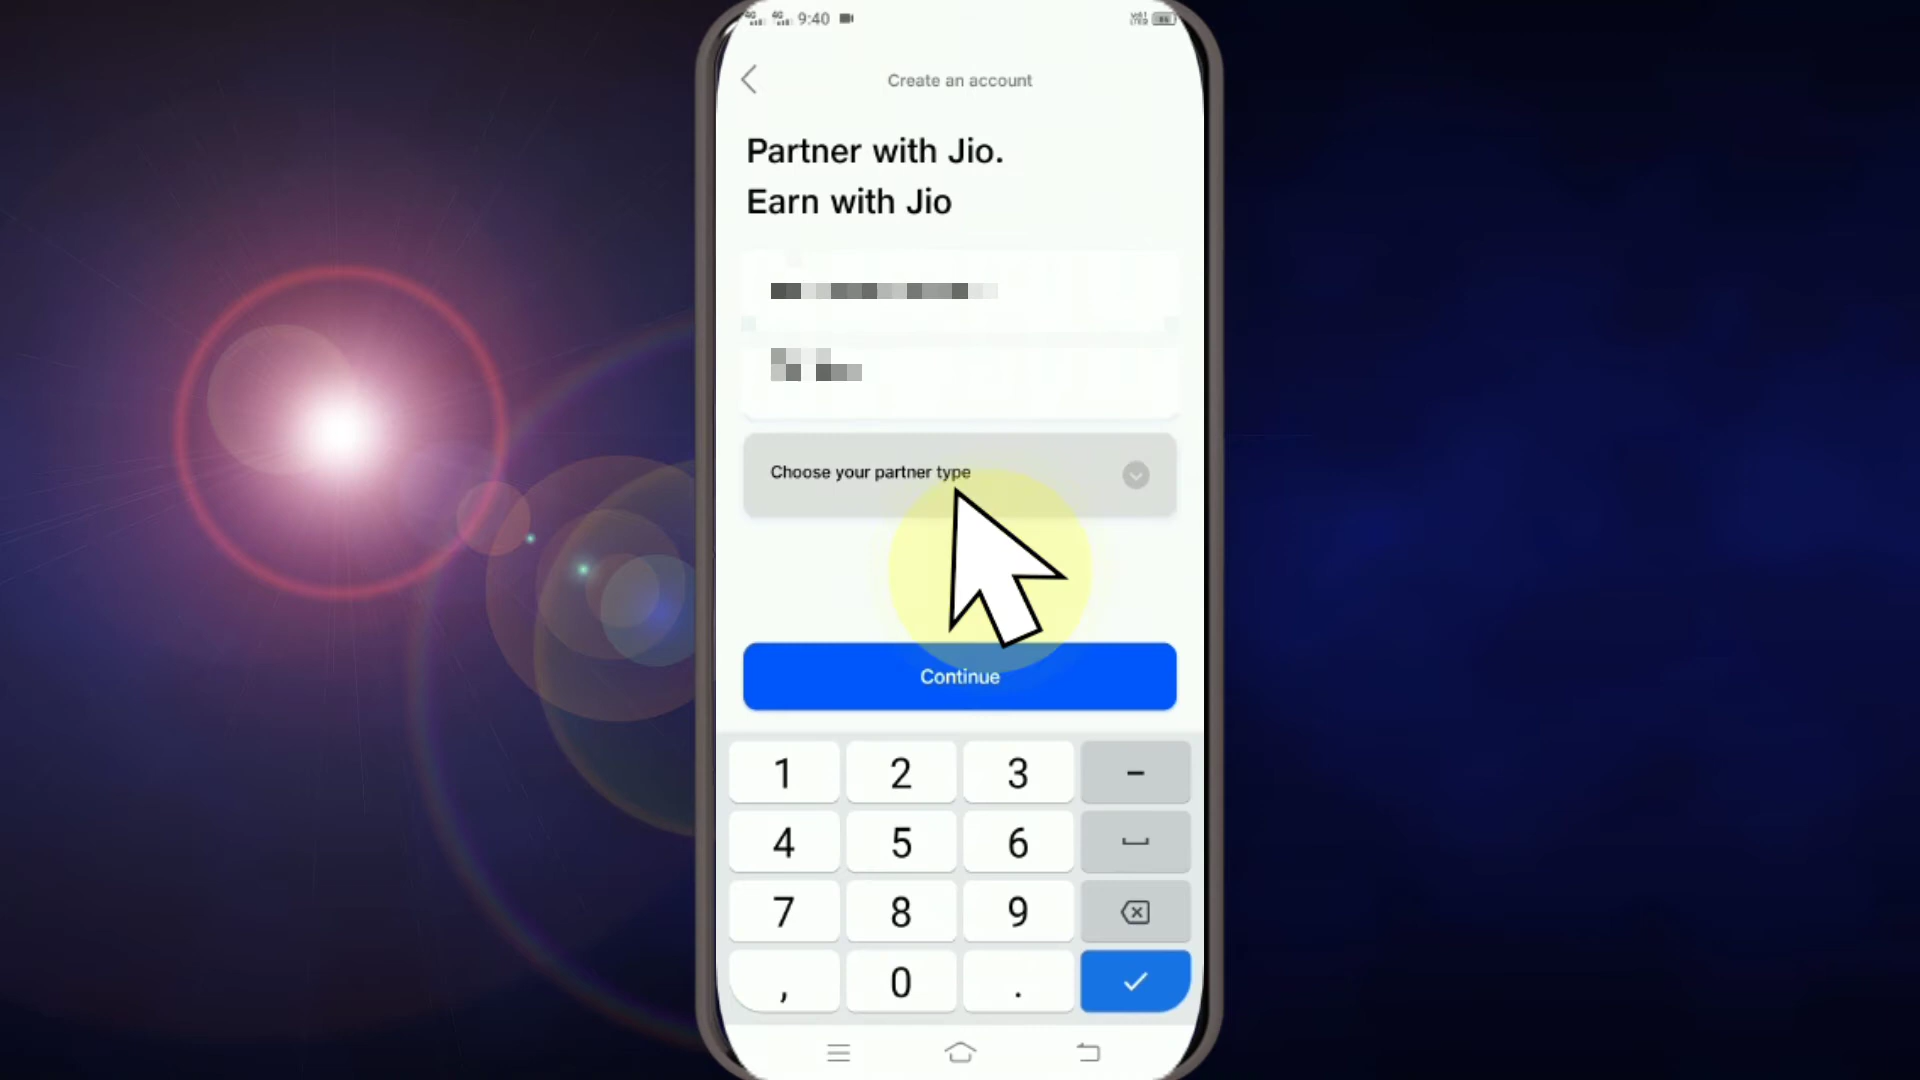 9:40
Create an account
Partner with Jio.
Earn with Jio
Choose your partner type
Continue
1 2 3 -
4 5 6
7 8 9
, 0 .